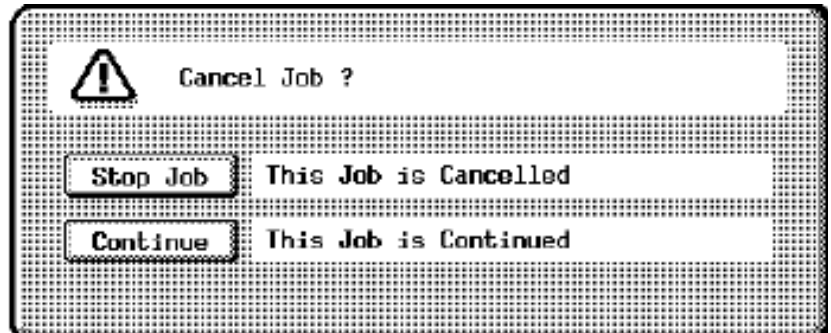 Cancel Job ?
Stop Job This Job is Cancelled
Continue This Job is Continued